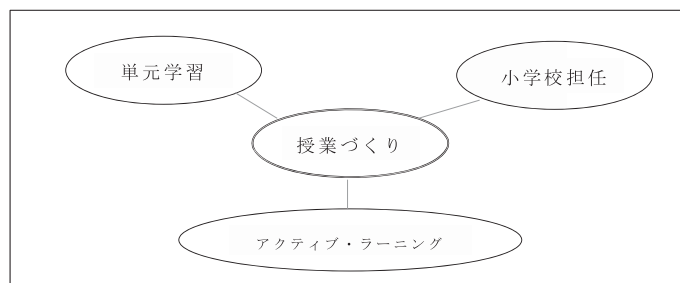 単元学習
小学校担任
授業づくり
アクティブ・ラーニング